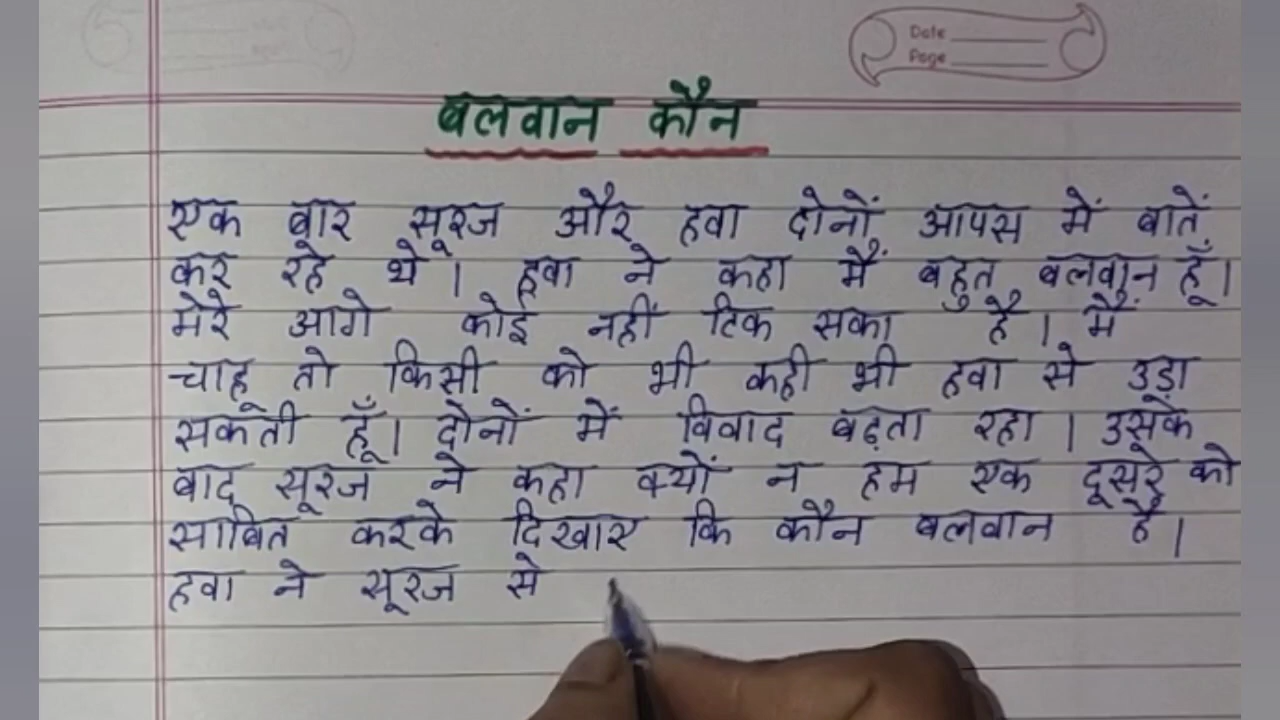 Date
Page
बलवान कौन
एक बार सूरज और हवा दोनों आपस में बातें
कर रहे थे। हवा ने कहा मैं बहुत बलवान हूँ।
मेरे आगे कोई नहीं टिक सका है। मैं
चाहू तो किसी को भी कही भी हवा से उड़ा
सकती हूँ। दोनों में विवाद बढ़ता रहा। उसके
बाद सूरज ने कहा क्यों न हम एक दूसरे को
साबित करके दिखाए कि कौन बलवान है।
हवा ने सूरज से